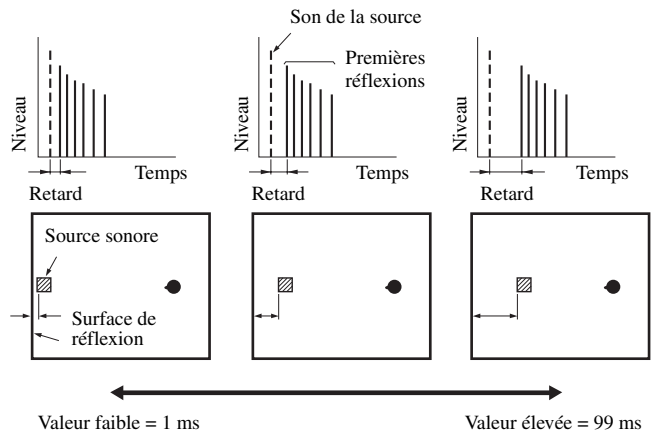 Son de la source
Premières
réflexions
Niveau
Temps
Retard
Niveau
Temps
Retard
Niveau
Temps
Retard
Source sonore
Surface de
réflexion
Valeur faible = 1 ms
Valeur élevée = 99 ms